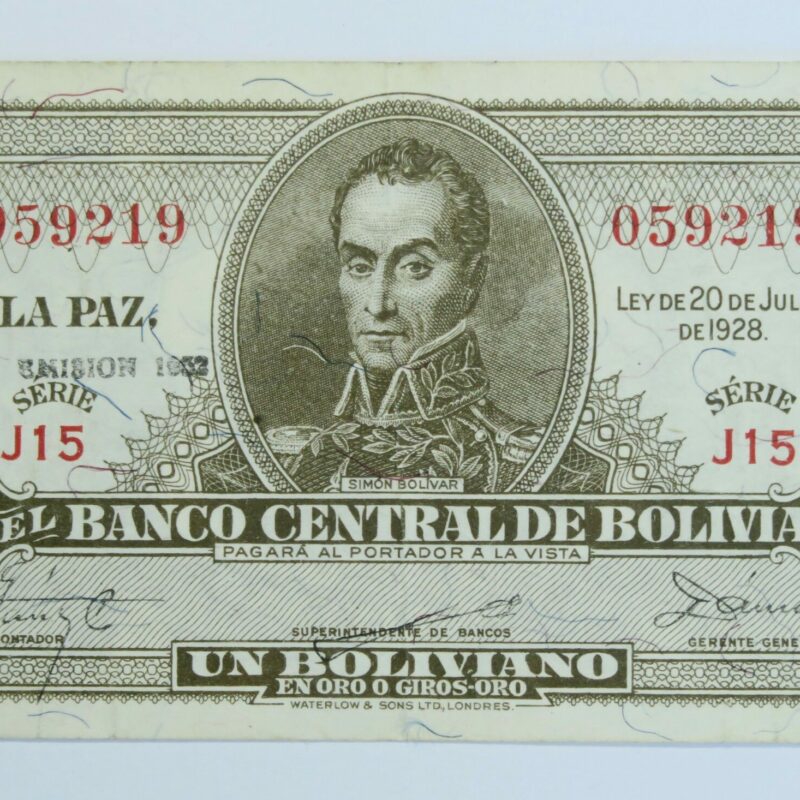 059219 059219
LA PAZ,
LEY DE 20 DE JUL
DE 1928.
EMISION 1952
SÉRIE SÉRIE
J15 J15
SIMÓN BOLÍVAR
EL BANCO CENTRAL DE BOLIVIA
PAGARÁ AL PORTADOR A LA VISTA
CONTADOR SUPERINTENDENTE DE BANCOS GERENTE GENE
UN BOLIVIANO
EN ORO O GIROS-ORO
WATERLOW & SONS LTD., LONDRES.